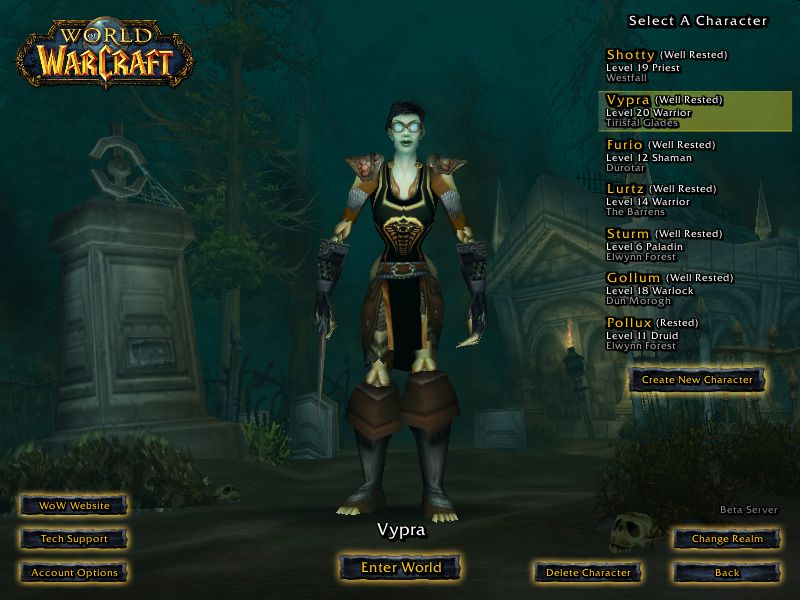 WORLD
OF
WARCRAFT
Select A Character
Shotty (Well Rested)
Level 19 Priest
Westfall
Vypra (Well Rested)
Level 20 Warrior
Tirisfal Glades
Furio (Well Rested)
Level 12 Shaman
Durotar
Lurtz (Well Rested)
Level 14 Warrior
The Barrens
Sturm (Well Rested)
Level 6 Paladin
Elwynn Forest
Gollum (Well Rested)
Level 18 Warlock
Dun Morogh
Pollux (Rested)
Level 11 Druid
Elwynn Forest
Create New Character
WoW Website
Tech Support
Account Options
Vypra
Enter World
Beta Server
Change Realm
Delete Character
Back